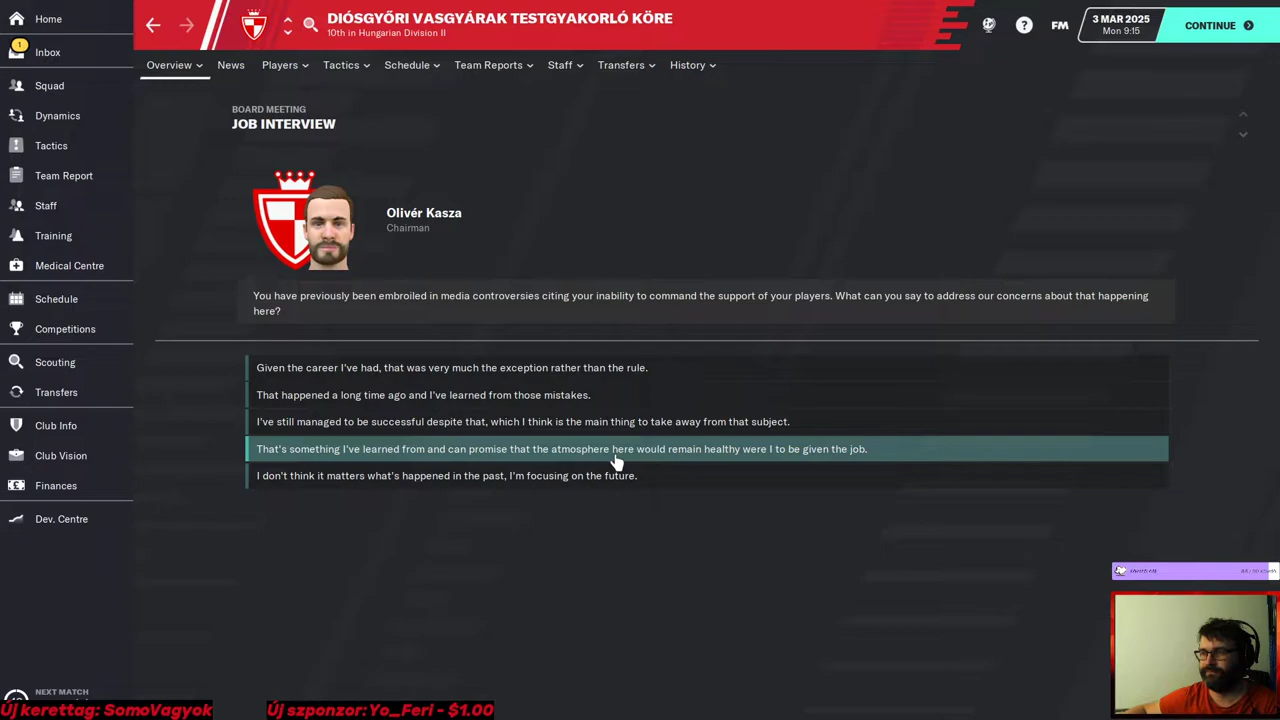 DIÓSGYŐRI VASGYÁRAK TESTGYAKORLÓ KÖRE
10th in Hungarian Division II
FM
3 MAR 2025
Mon 9:15
CONTINUE
Home
1
Inbox
Squad
Dynamics
Tactics
Team Report
Staff
Training
Medical Centre
Schedule
Competitions
Scouting
Transfers
Club Info
Club Vision
Finances
Dev. Centre
NEXT MATCH
Overview
News
Players
Tactics
Schedule
Team Reports
Staff
Transfers
History
BOARD MEETING
JOB INTERVIEW
Olivér Kasza
Chairman
You have previously been embroiled in media controversies citing your inability to command the support of your players. What can you say to address our concerns about that happening
here?
Given the career I've had, that was very much the exception rather than the rule.
That happened a long time ago and I've learned from those mistakes.
I've still managed to be successful despite that, which I think is the main thing to take away from that subject.
That's something I've learned from and can promise that the atmosphere here would remain healthy were I to be given the job.
I don't think it matters what's happened in the past, I'm focusing on the future.
Új kerettag: SomoVagyok
Új szponzor: Yo_Feri - $1.00